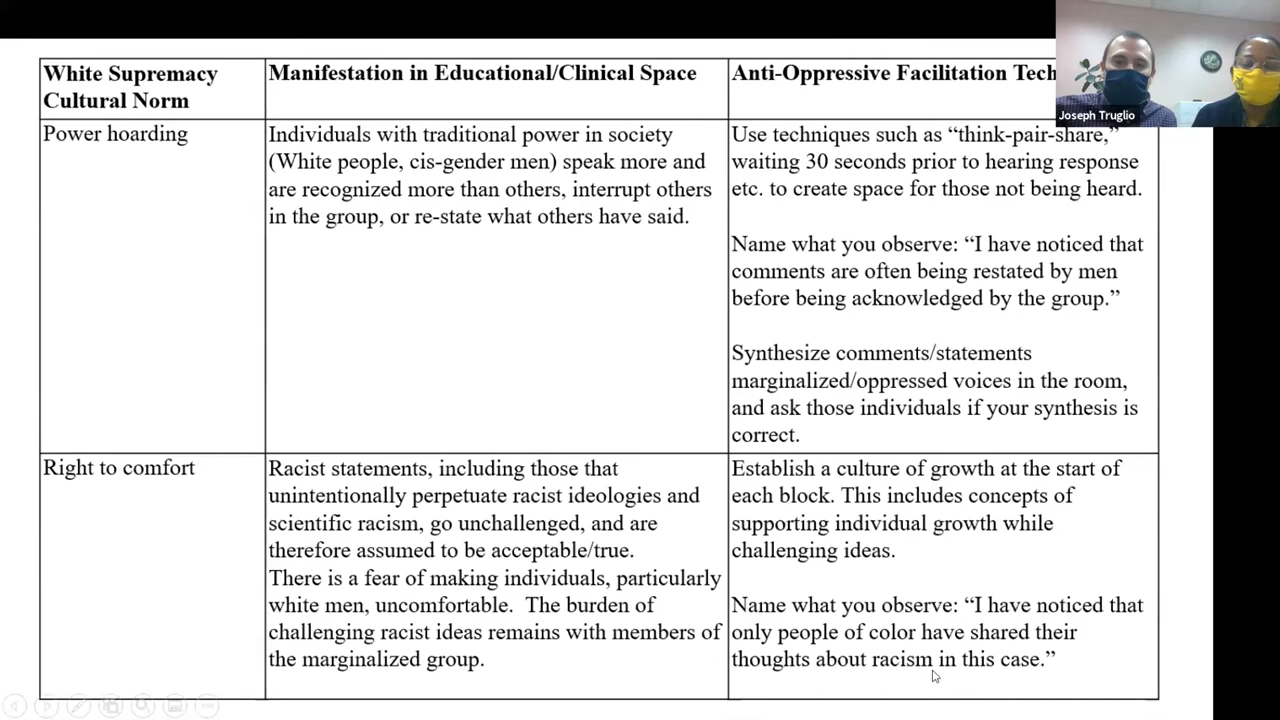 White Supremacy
Cultural Norm
Manifestation in Educational/Clinical Space
Anti-Oppressive Facilitation
Joseph Truglio
Power hoarding
Individuals with traditional power in society
(White people, cis-gender men) speak more and
are recognized more than others, interrupt others
in the group, or re-state what others have said.
Use techniques such as “think-pair-share,”
waiting 30 seconds prior to hearing response
etc. to create space for those not being heard.
Name what you observe: “I have noticed that
comments are often being restated by men
before being acknowledged by the group.”
Synthesize comments/statements
marginalized/oppressed voices in the room,
and ask those individuals if your synthesis is
correct.
Right to comfort
Racist statements, including those that
unintentionally perpetuate racist ideologies and
scientific racism, go unchallenged, and are
therefore assumed to be acceptable/true.
There is a fear of making individuals, particularly
white men, uncomfortable. The burden of
challenging racist ideas remains with members of
the marginalized group.
Establish a culture of growth at the start of
each block. This includes concepts of
supporting individual growth while
challenging ideas.
Name what you observe: “I have noticed that
only people of color have shared their
thoughts about racism in this case.”